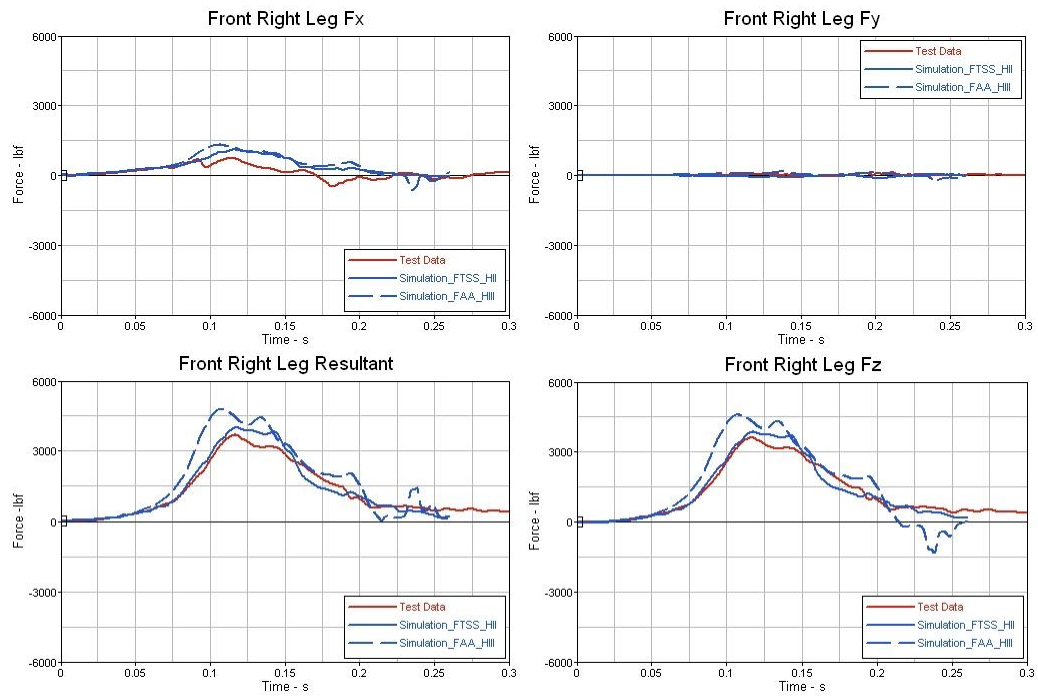 Front Right Leg Fx
6000
3000
0
-3000
-6000
Force - lbf
Test Data
Simulation_FTSS_HII
Simulation_FAA_HIII
0 0.05 0.1 0.15 0.2 0.25 0.3
Time - s
Front Right Leg Fy
6000
3000
0
-3000
-6000
Force - lbf
Test Data
Simulation_FTSS_HII
Simulation_FAA_HIII
0 0.05 0.1 0.15 0.2 0.25 0.3
Time - s
Front Right Leg Resultant
6000
3000
0
-3000
-6000
Force -lbf
Test Data
Simulation_FTSS_HII
Simulation_FAA_HIII
0 0.05 0.1 0.15 0.2 0.25 0.3
Time - s
Front Right Leg Fz
6000
3000
0
-3000
-6000
Force - lbf
Test Data
Simulation_FTSS_HII
Simulation_FAA_HIII
0 0.05 0.1 0.15 0.2 0.25 0.3
Time - s